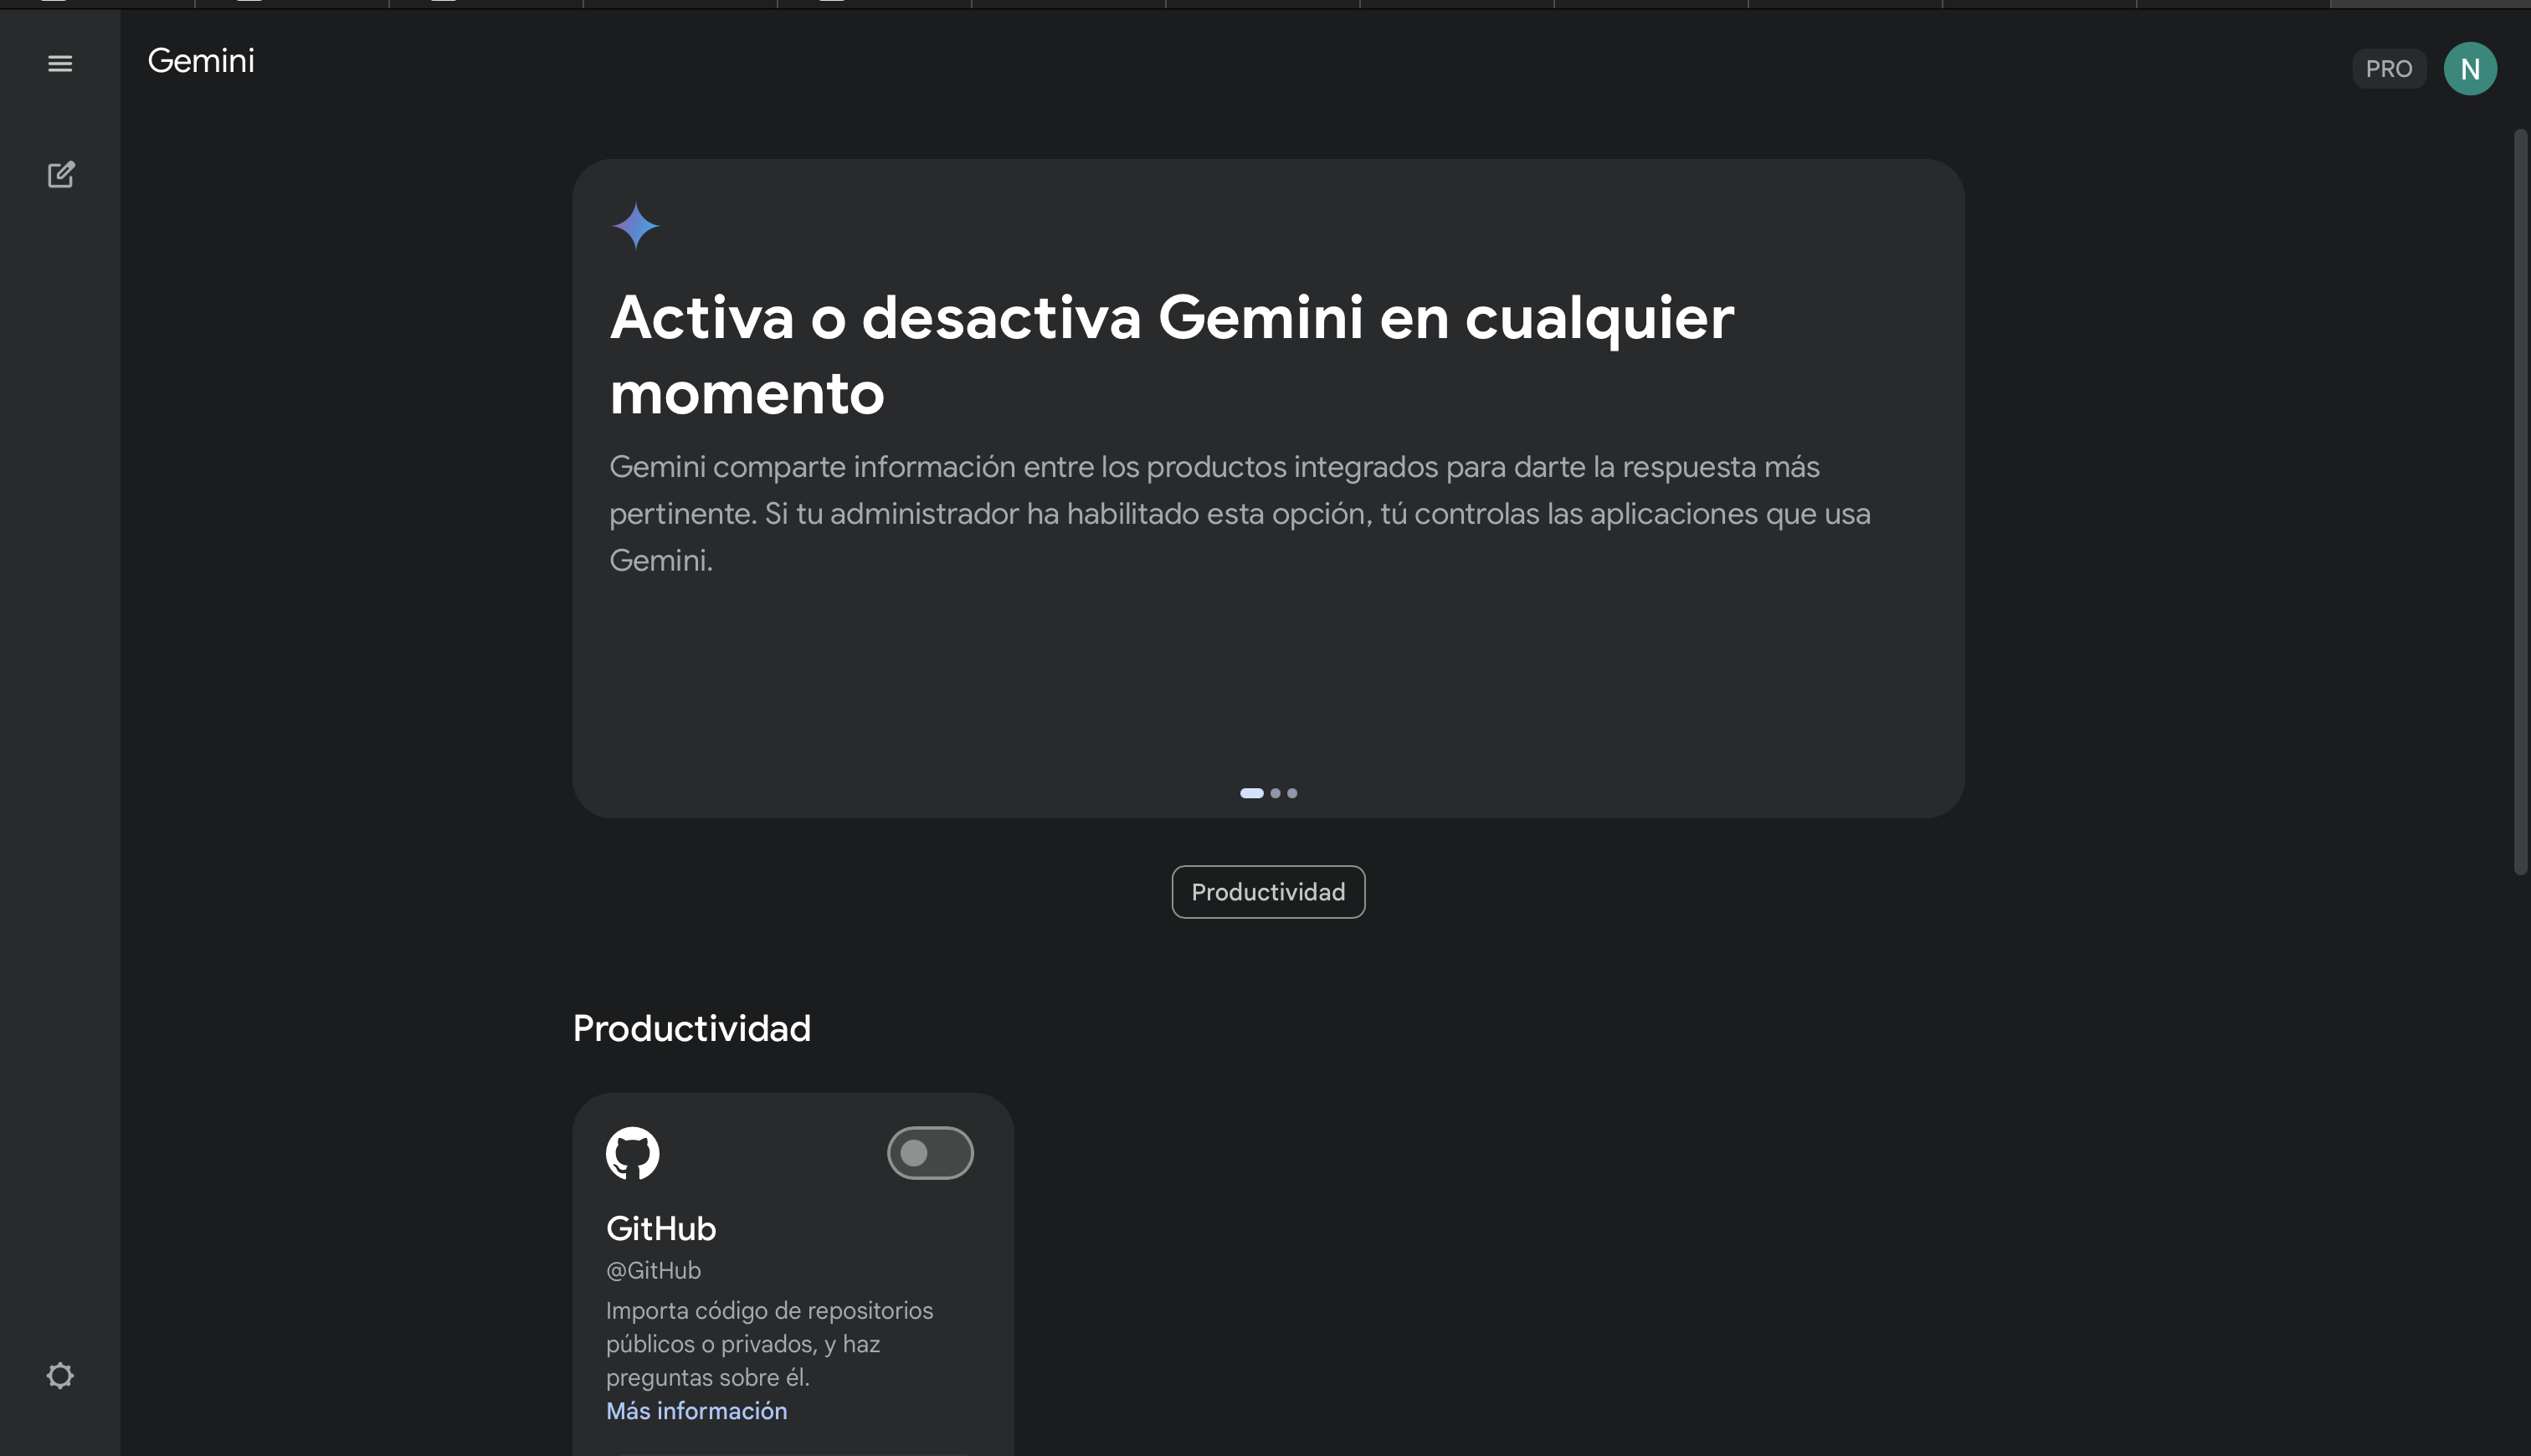 Gemini
PRO
N
Activa o desactiva Gemini en cualquier
momento
Gemini comparte información entre los productos integrados para darte la respuesta más
pertinente. Si tu administrador ha habilitado esta opción, tú controlas las aplicaciones que usa
Gemini.
Productividad
Productividad
GitHub
@GitHub
Importa código de repositorios
públicos o privados, y haz
preguntas sobre él.
Más información